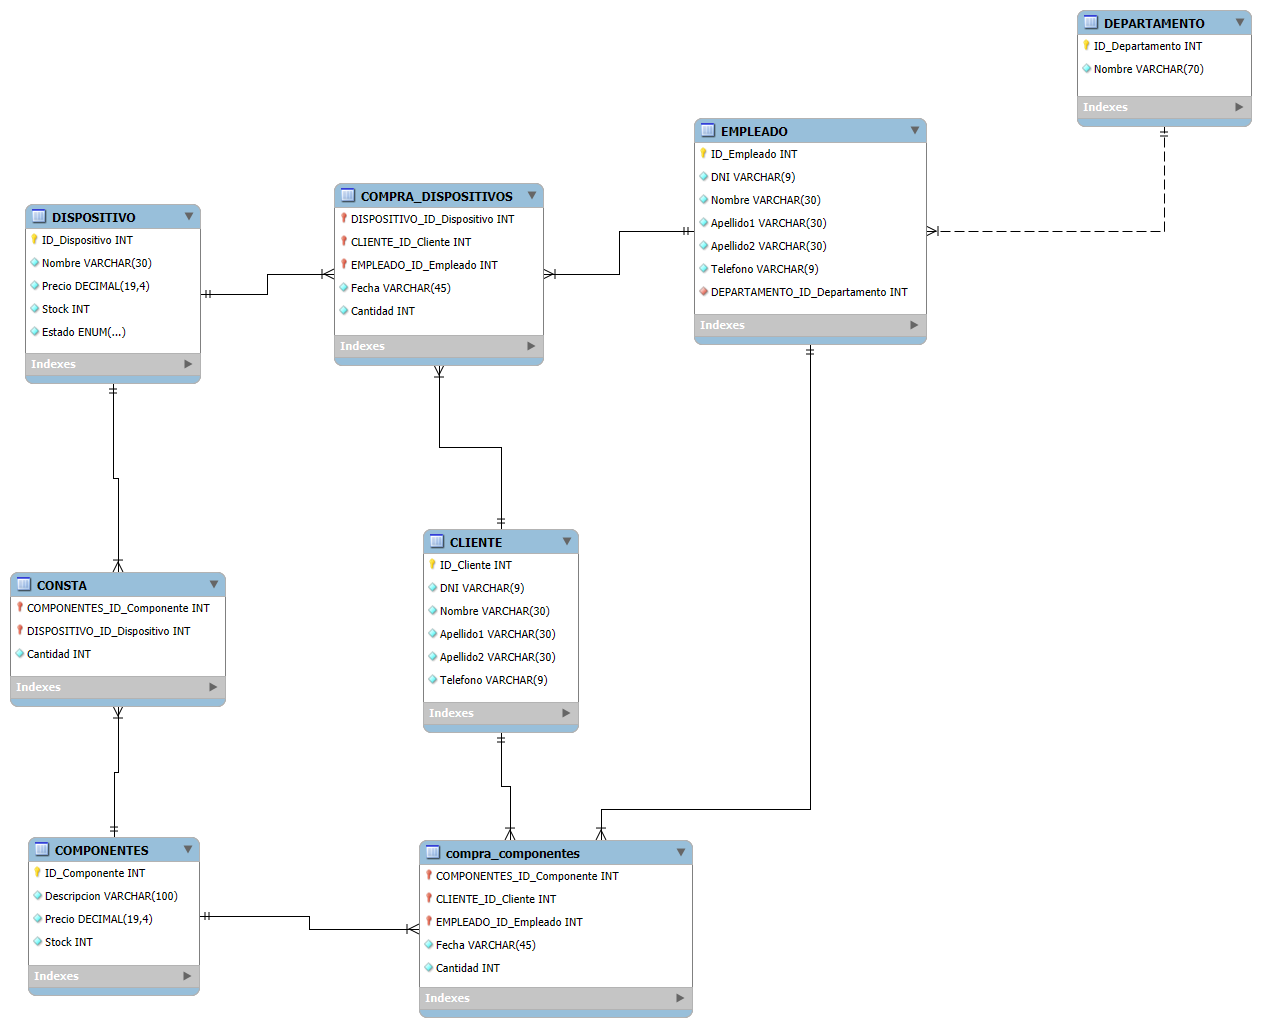 DEPARTAMENTO
ID_Departamento INT
Nombre VARCHAR(70)
Indexes
EMPLEADO
ID_Empleado INT
DNI VARCHAR(9)
Nombre VARCHAR(30)
Apellido1 VARCHAR(30)
Apellido2 VARCHAR(30)
Telefono VARCHAR(9)
DEPARTAMENTO_ID_Departamento INT
Indexes
COMPRA_DISPOSITIVOS
DISPOSITIVO_ID_Dispositivo INT
CLIENTE_ID_Cliente INT
EMPLEADO_ID_Empleado INT
Fecha VARCHAR(45)
Cantidad INT
Indexes
DISPOSITIVO
ID_Dispositivo INT
Nombre VARCHAR(30)
Precio DECIMAL(19,4)
Stock INT
Estado ENUM(...)
Indexes
CLIENTE
ID_Cliente INT
DNI VARCHAR(9)
Nombre VARCHAR(30)
Apellido1 VARCHAR(30)
Apellido2 VARCHAR(30)
Telefono VARCHAR(9)
Indexes
CONSTA
COMPONENTES_ID_Componente INT
DISPOSITIVO_ID_Dispositivo INT
Cantidad INT
Indexes
COMPONENTES
ID_Componente INT
Descripcion VARCHAR(100)
Precio DECIMAL(19,4)
Stock INT
Indexes
compra_componentes
COMPONENTES_ID_Componente INT
CLIENTE_ID_Cliente INT
EMPLEADO_ID_Empleado INT
Fecha VARCHAR(45)
Cantidad INT
Indexes